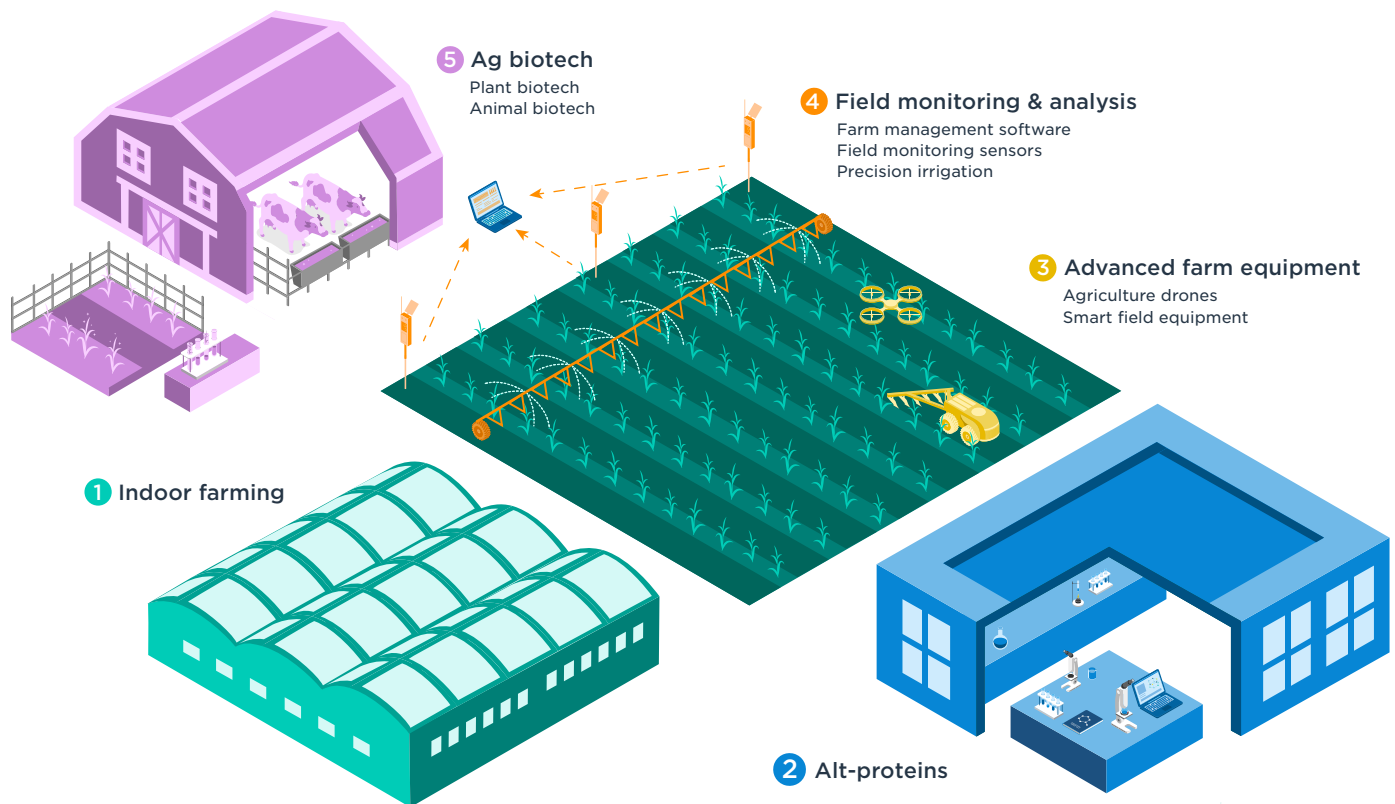 5 Ag biotech
Plant biotech
Animal biotech
4 Field monitoring & analysis
Farm management software
Field monitoring sensors
Precision irrigation
3 Advanced farm equipment
Agriculture drones
Smart field equipment
1 Indoor farming
2 Alt-proteins